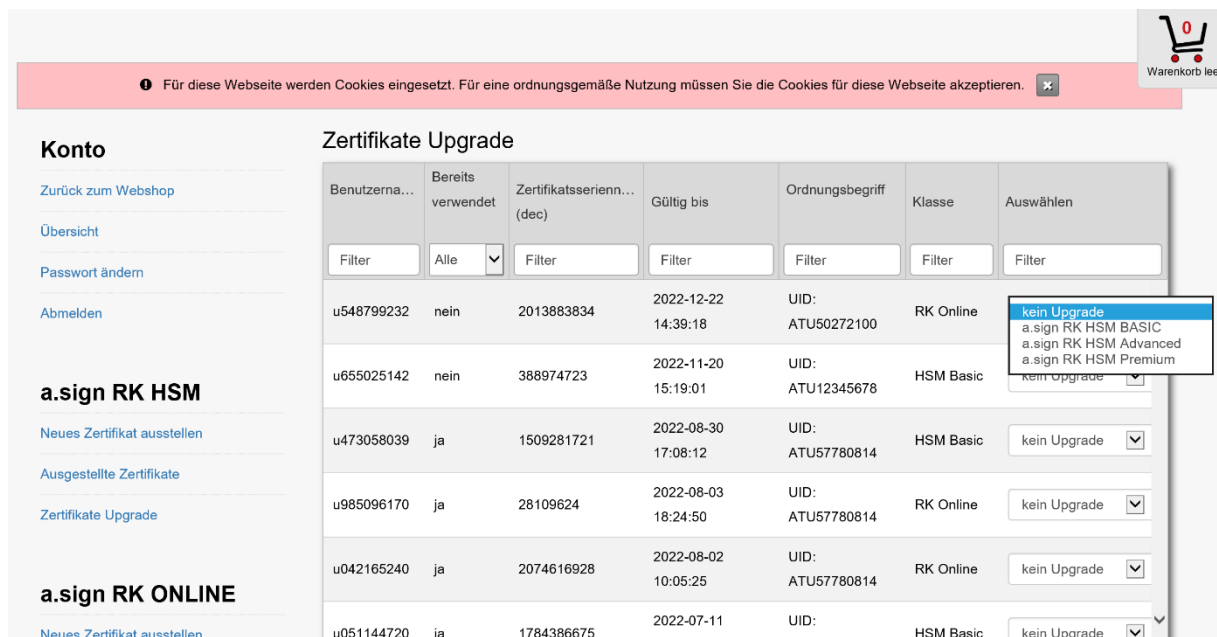 0
Warenkorb lee
Für diese Webseite werden Cookies eingesetzt. Für eine ordnungsgemäße Nutzung müssen Sie die Cookies für diese Webseite akzeptieren.
Konto
Zurück zum Webshop
Übersicht
Passwort ändern
Abmelden
a.sign RK HSM
Neues Zertifikat ausstellen
Ausgestellte Zertifikate
Zertifikate Upgrade
a.sign RK ONLINE
Neues Zertifikat ausstellen
Zertifikate Upgrade
Benutzerna... Bereits verwendet Zertifikatsserienn... (dec) Gültig bis Ordnungsbegriff Klasse Auswählen
Filter Alle Filter Filter Filter Filter Filter
u548799232 nein 2013883834 2022-12-22 14:39:18 UID: ATU50272100 RK Online
kein Upgrade
a.sign RK HSM BASIC
a.sign RK HSM Advanced
a.sign RK HSM Premium
u655025142 nein 388974723 2022-11-20 15:19:01 UID: ATU12345678 HSM Basic kein Upgrade
u473058039 ja 1509281721 2022-08-30 17:08:12 UID: ATU57780814 HSM Basic kein Upgrade
u985096170 ja 28109624 2022-08-03 18:24:50 UID: ATU57780814 RK Online kein Upgrade
u042165240 ja 2074616928 2022-08-02 10:05:25 UID: ATU57780814 RK Online kein Upgrade
u051144720 ja 1784386675 2022-07-11 UID: HSM Basic kein Upgrade